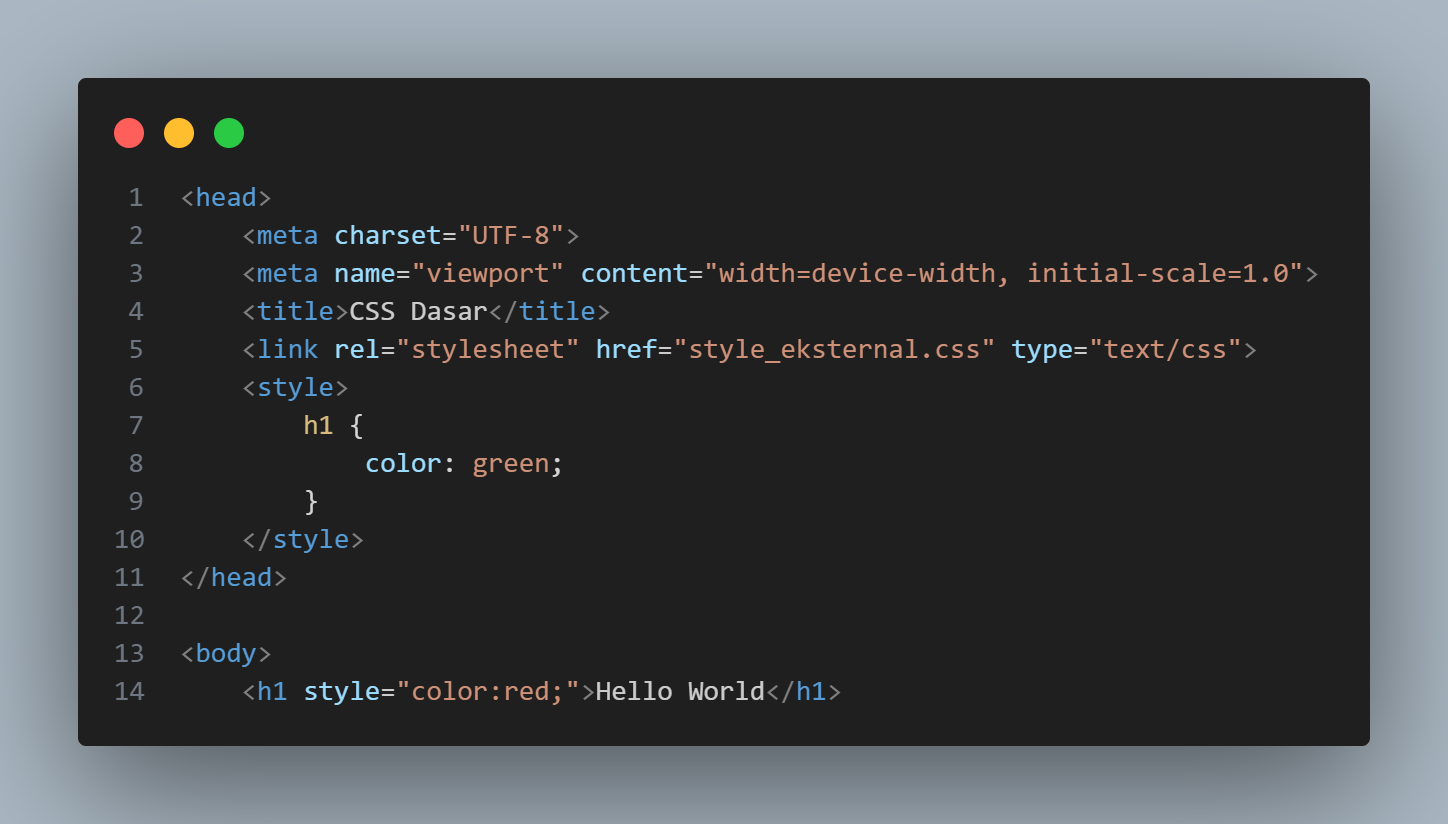 1 <head>
2     <meta charset="UTF-8">
3     <meta name="viewport" content="width=device-width, initial-scale=1.0">
4     <title>CSS Dasar</title>
5     <link rel="stylesheet" href="style_eksternal.css" type="text/css">
6     <style>
7         h1 {
8             color: green;
9         }
10     </style>
11 </head>
12
13 <body>
14     <h1 style="color:red;">Hello World</h1>